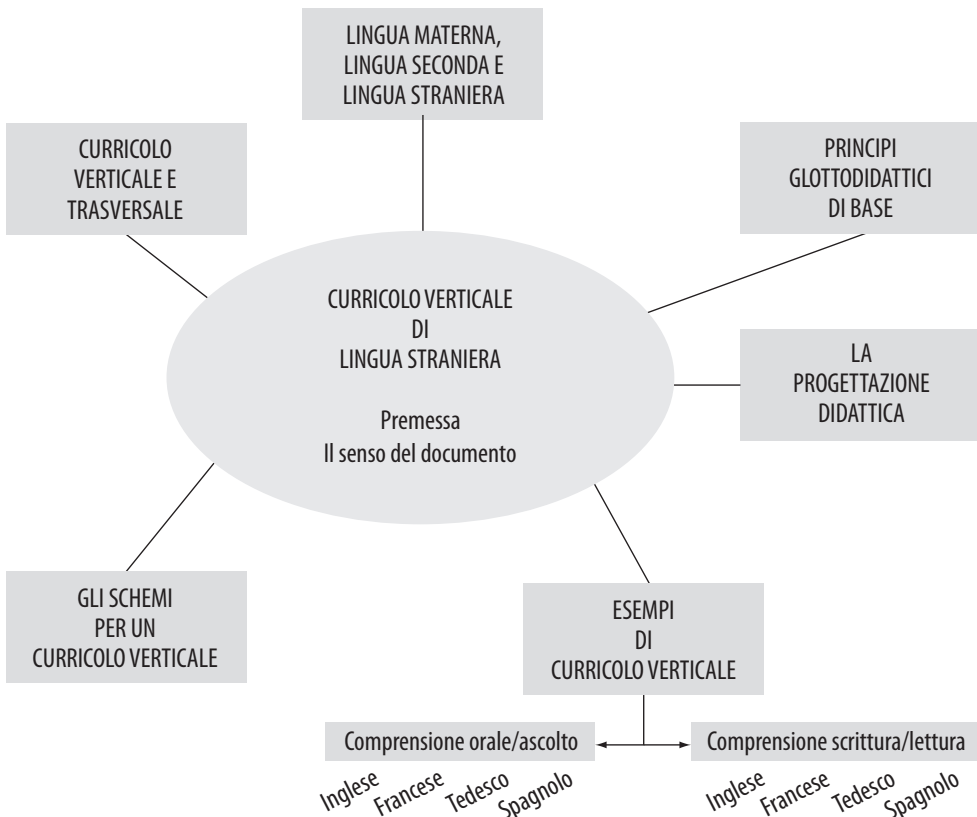 LINGUA MATERNA,
LINGUA SECONDA E
LINGUA STRANIERA
CURRICOLO
VERTICALE E
TRASVERSALE
PRINCIPI
GLOTTODIDATTICI
DI BASE
CURRICOLO VERTICALE
DI
LINGUA STRANIERA
Premessa
Il senso del documento
LA
PROGETTAZIONE
DIDATTICA
GLI SCHEMI
PER UN
CURRICOLO VERTICALE
ESEMPI
DI
CURRICOLO VERTICALE
Comprensione orale/ascolto
Inglese
Francese
Tedesco
Spagnolo
Comprensione scrittura/lettura
Inglese
Francese
Tedesco
Spagnolo